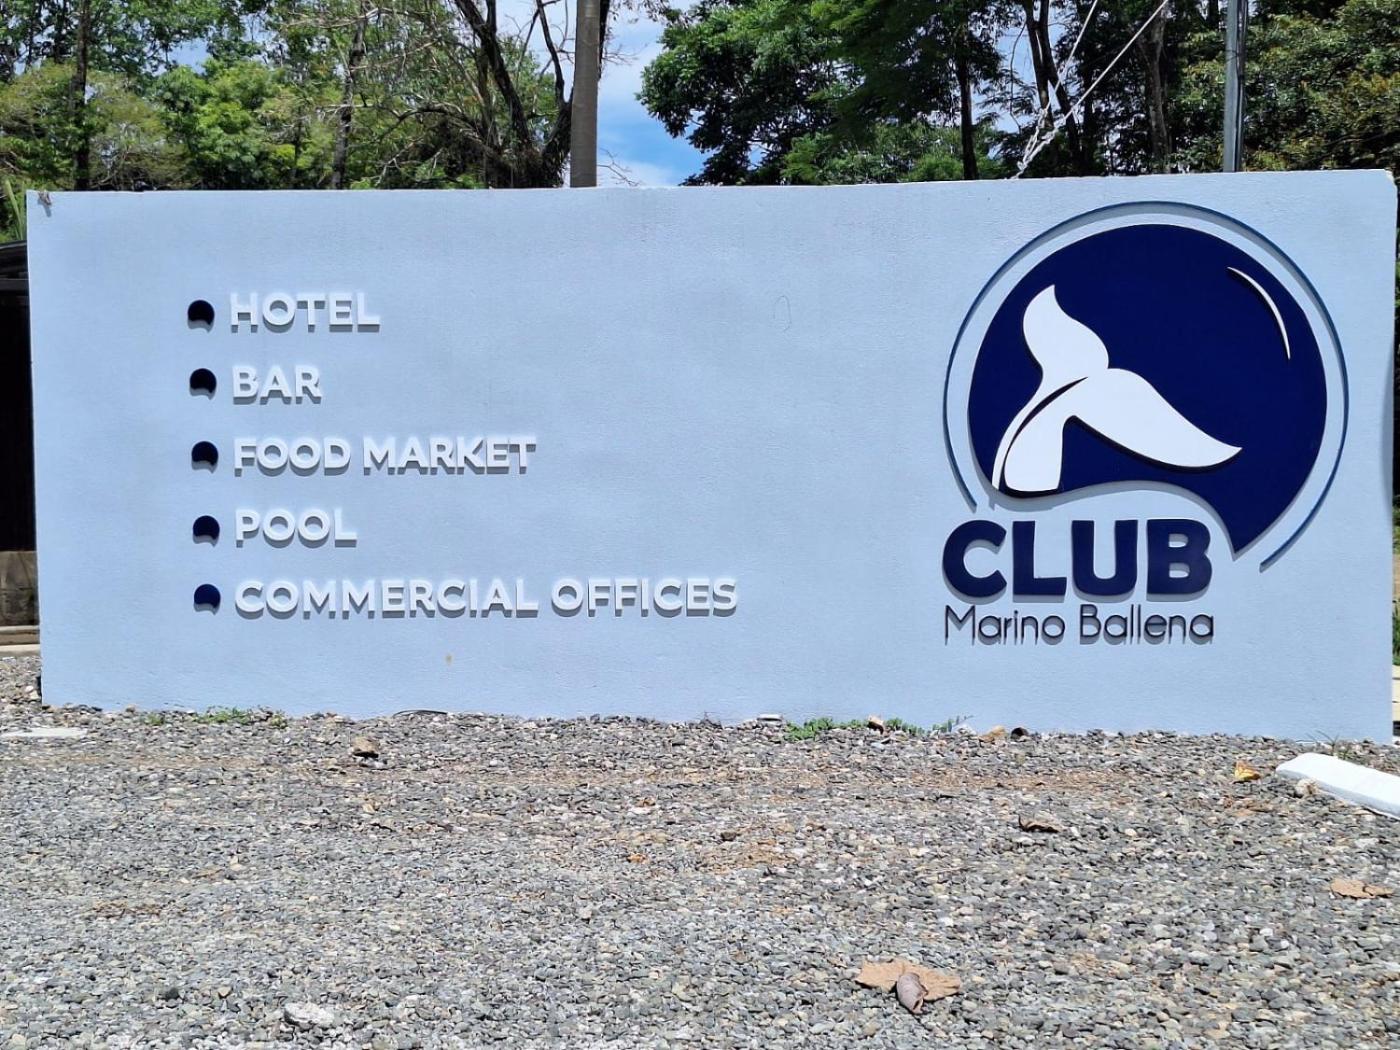 HOTEL
BAR
FOOD MARKET
POOL
COMMERCIAL OFFICES
CLUB
Marino Ballena